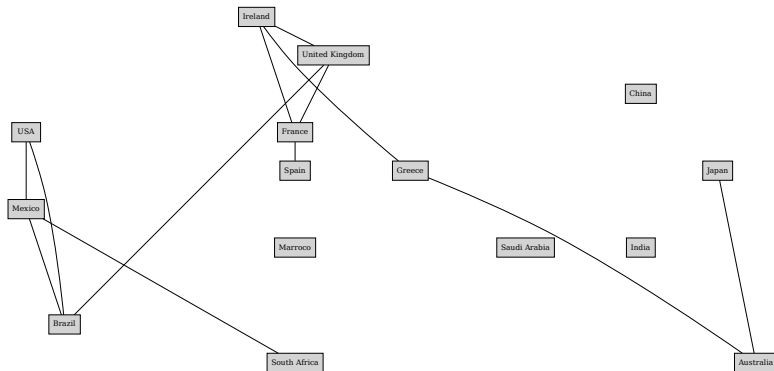 Ireland
United Kingdom
China
USA
France
Spain
Greece
Japan
Mexico
Marroco
Saudi Arabia
India
Brazil
South Africa
Australia